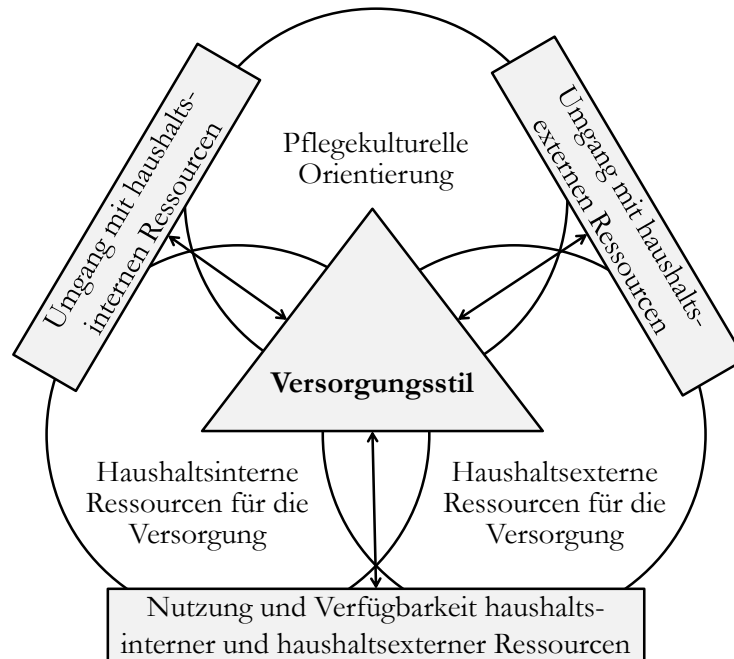 Umgang mit haushalts-
internen Ressourcen
Umgang mit haushalts-
externen Ressourcen
Pflegekulturelle
Orientierung
Versorgungsstil
Haushaltsinterne
Ressourcen für die
Versorgung
Haushaltsexterne
Ressourcen für die
Versorgung
Nutzung und Verfügbarkeit haushalts-
interner und haushaltsexterner Ressourcen